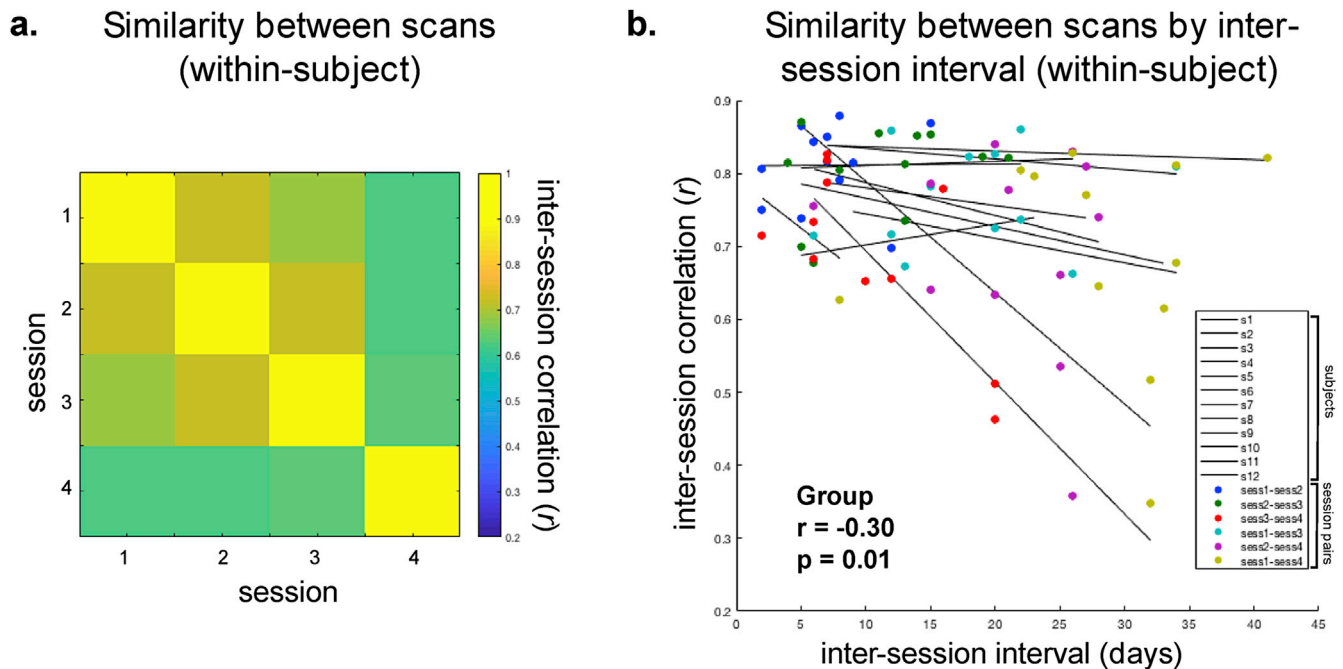 a.
Similarity between scans
(within-subject)
session
1
2
3
4
1
2
3
4
session
1
0.9
0.8
0.7
0.6
0.5
0.4
0.3
0.2
inter-session correlation (r)
b.
Similarity between scans by inter-
session interval (within-subject)
inter-session correlation (r)
0.9
0.8
0.7
0.6
0.5
0.4
0.3
0.2
0
5
10
15
20
25
30
35
40
45
inter-session interval (days)
Group
r = -0.30
p = 0.01
s1
s2
s3
s4
s5
s6
s7
s8
s9
s10
s11
s12
sess1-sess2
sess2-sess3
sess3-sess4
sess1-sess3
sess2-sess4
sess1-sess4
subjects
session pairs